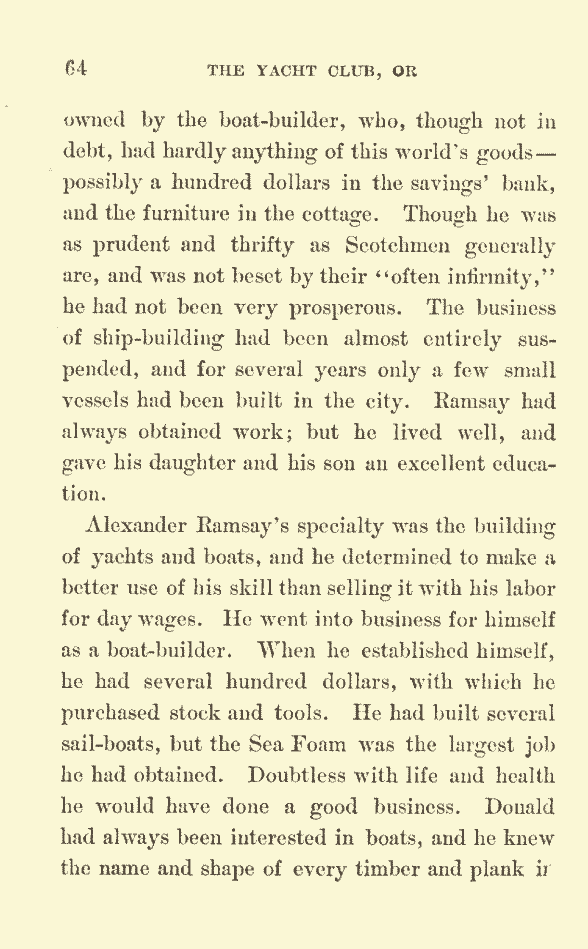 64 THE YACHT CLUB, OR
owned by the boat-builder, who, though not in
debt, had hardly anything of this world's goods—
possibly a hundred dollars in the savings' bank,
and the furniture in the cottage. Though he was
as prudent and thrifty as Scotchmen generally
are, and was not beset by their "often infirmity,"
he had not been very prosperous. The business
of ship-building had been almost entirely sus-
pended, and for several years only a few small
vessels had been built in the city. Ramsay had
always obtained work; but he lived well, and
gave his daughter and his son an excellent educa-
tion.
Alexander Ramsay's specialty was the building
of yachts and boats, and he determined to make a
better use of his skill than selling it with his labor
for day wages. He went into business for himself
as a boat-builder. When he established himself,
he had several hundred dollars, with which he
purchased stock and tools. He had built several
sail-boats, but the Sea Foam was the largest job
he had obtained. Doubtless with life and health
he would have done a good business. Donald
had always been interested in boats, and he knew
the name and shape of every timber and plank in